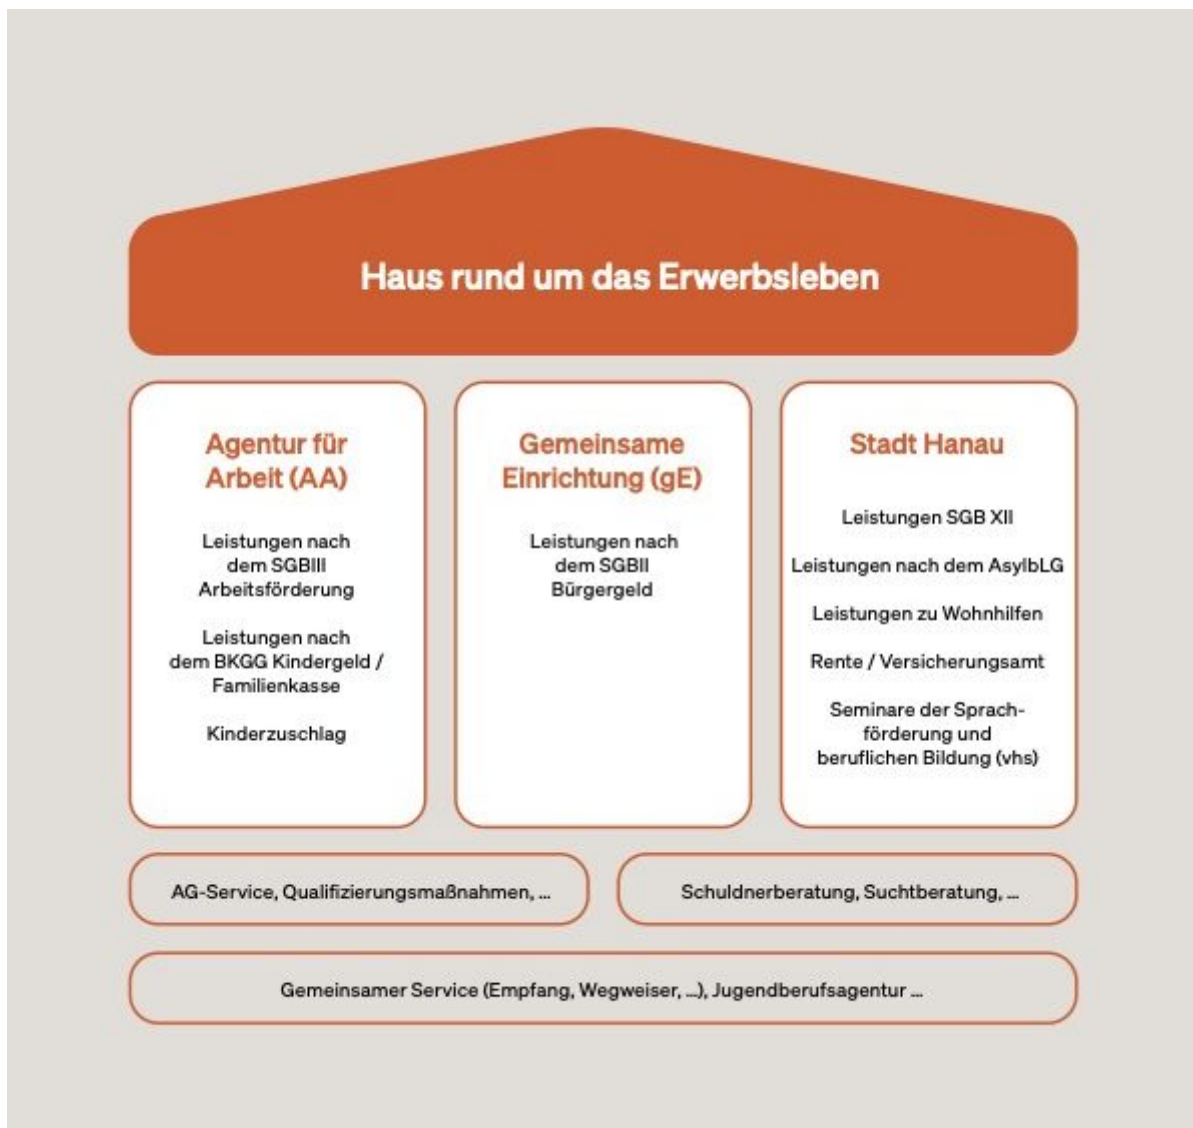 Haus rund um das Erwerbsleben
Agentur für
Arbeit (AA)
Leistungen nach
dem SGBIII
Arbeitsförderung
Leistungen nach
dem BKGG Kindergeld /
Familienkasse
Kinderzuschlag
Gemeinsame
Einrichtung (gE)
Leistungen nach
dem SGBII
Bürgergeld
Stadt Hanau
Leistungen SGB XII
Leistungen nach dem AsylbLG
Leistungen zu Wohnhilfen
Rente / Versicherungsamt
Seminare der Sprach-
förderung und
beruflichen Bildung (vhs)
AG-Service, Qualifizierungsmaßnahmen, ...
Schuldnerberatung, Suchtberatung, ...
Gemeinsamer Service (Empfang, Wegweiser, ...), Jugendberufsagentur ...